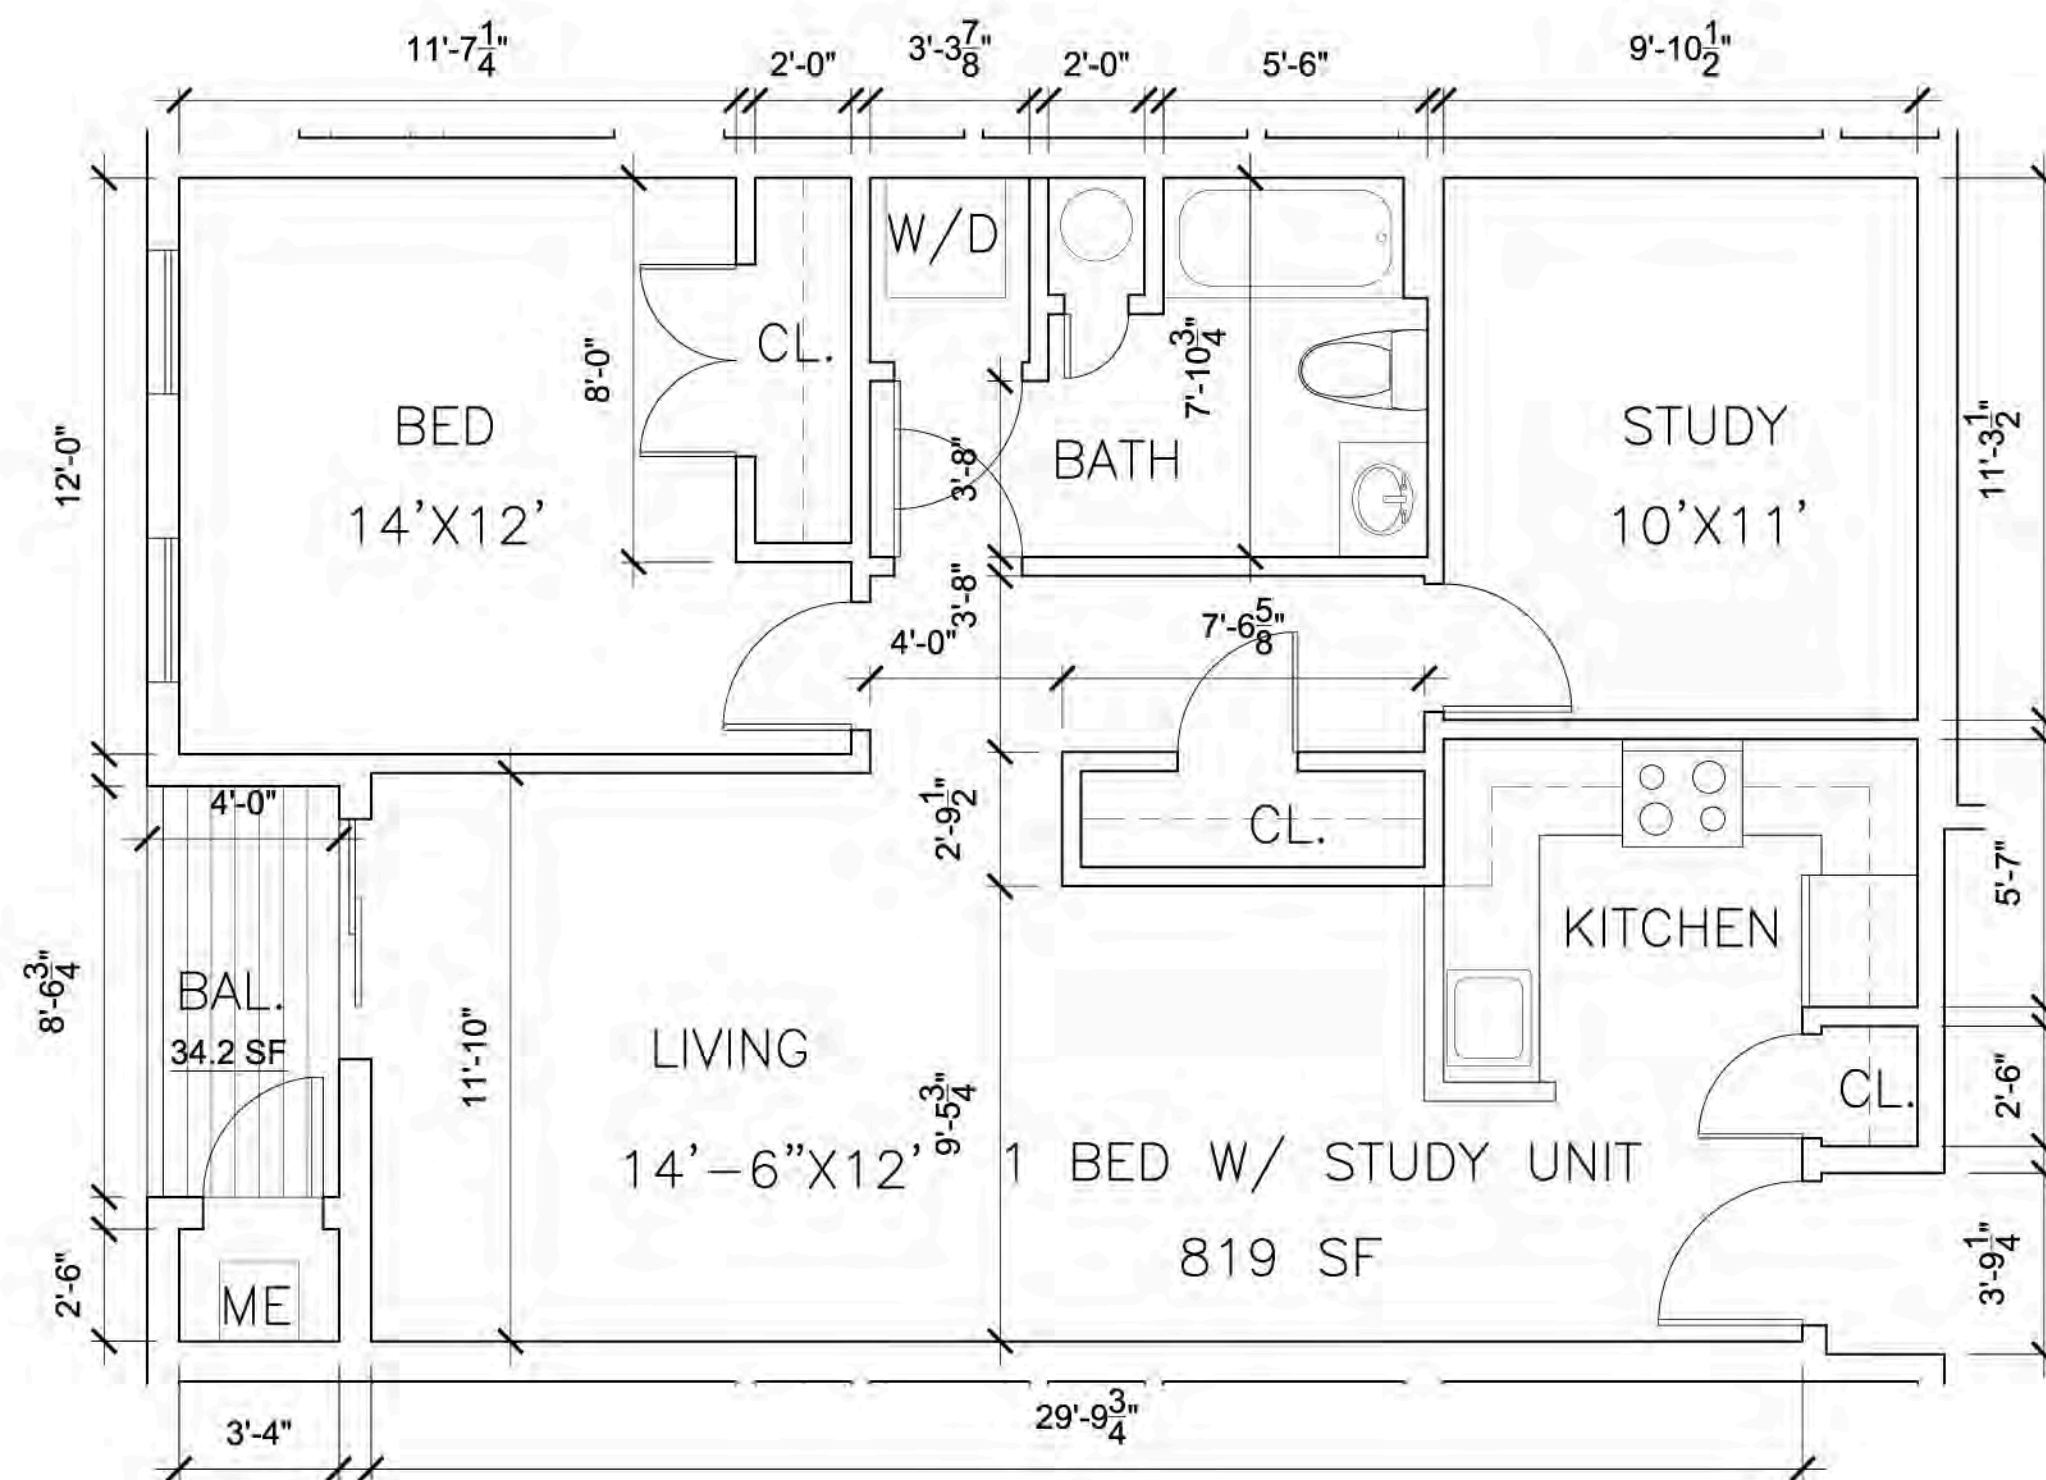 11'-7 1/4"
2'-0"
3'-3 7/8"
2'-0"
5'-6"
9'-10 1/2"
W/D
CL.
8'-0"
7'-10 3/4"
12'-0"
BED
14'X12'
3'-8"
BATH
STUDY
10'X11'
11'-3 1/2"
3'-8"
4'-0"
7'-6 5/8"
4'-0"
2'-9 1/2"
CL.
5'-7"
KITCHEN
8'-6 3/4"
BAL.
34.2 SF
11'-10"
LIVING
14'-6"X12'
9'-5 3/4"
CL.
2'-6"
1 BED W/ STUDY UNIT
819 SF
3'-9 1/4"
2'-6"
ME
3'-4"
29'-9 3/4"